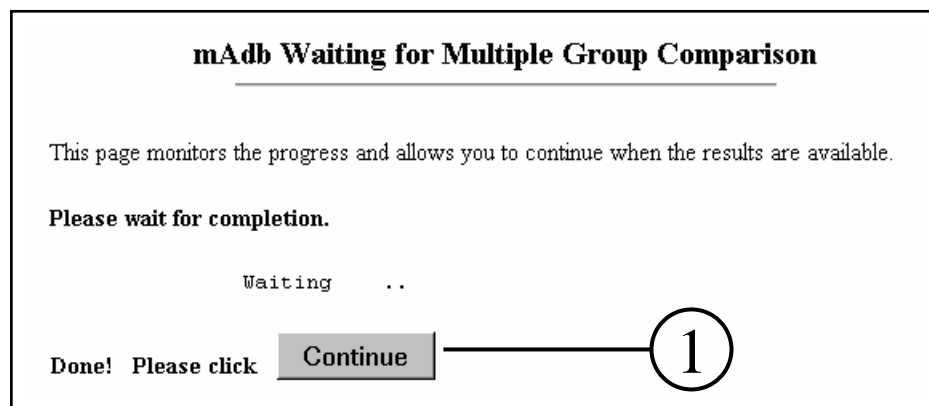 mAdb Waiting for Multiple Group Comparison
This page monitors the progress and allows you to continue when the results are available.
Please wait for completion.
Waiting ..
Done! Please click Continue 1